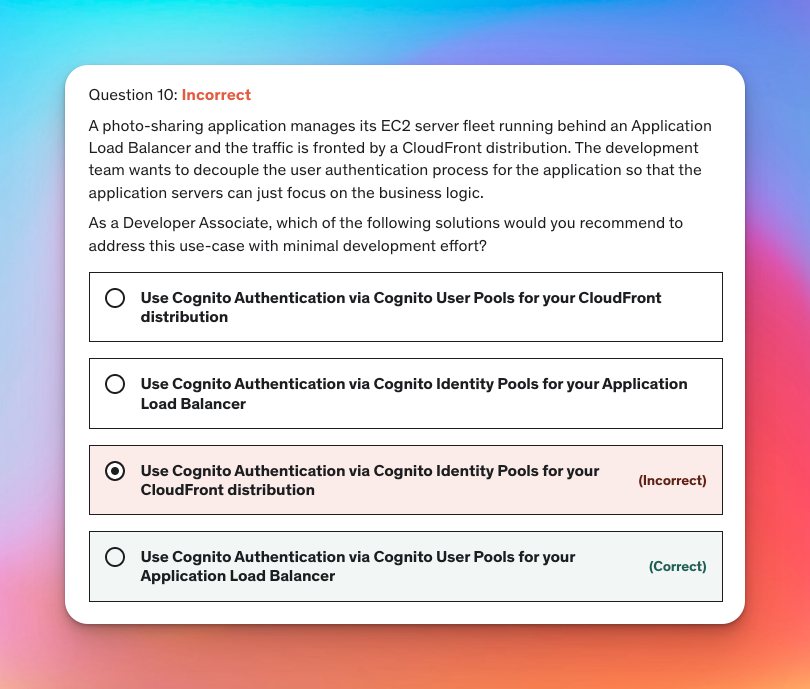 Question 10: Incorrect
A photo-sharing application manages its EC2 server fleet running behind an Application
Load Balancer and the traffic is fronted by a CloudFront distribution. The development
team wants to decouple the user authentication process for the application so that the
application servers can just focus on the business logic.
As a Developer Associate, which of the following solutions would you recommend to
address this use-case with minimal development effort?
Use Cognito Authentication via Cognito User Pools for your CloudFront
distribution
Use Cognito Authentication via Cognito Identity Pools for your Application
Load Balancer
Use Cognito Authentication via Cognito Identity Pools for your
CloudFront distribution
(Incorrect)
Use Cognito Authentication via Cognito User Pools for your
Application Load Balancer
(Correct)